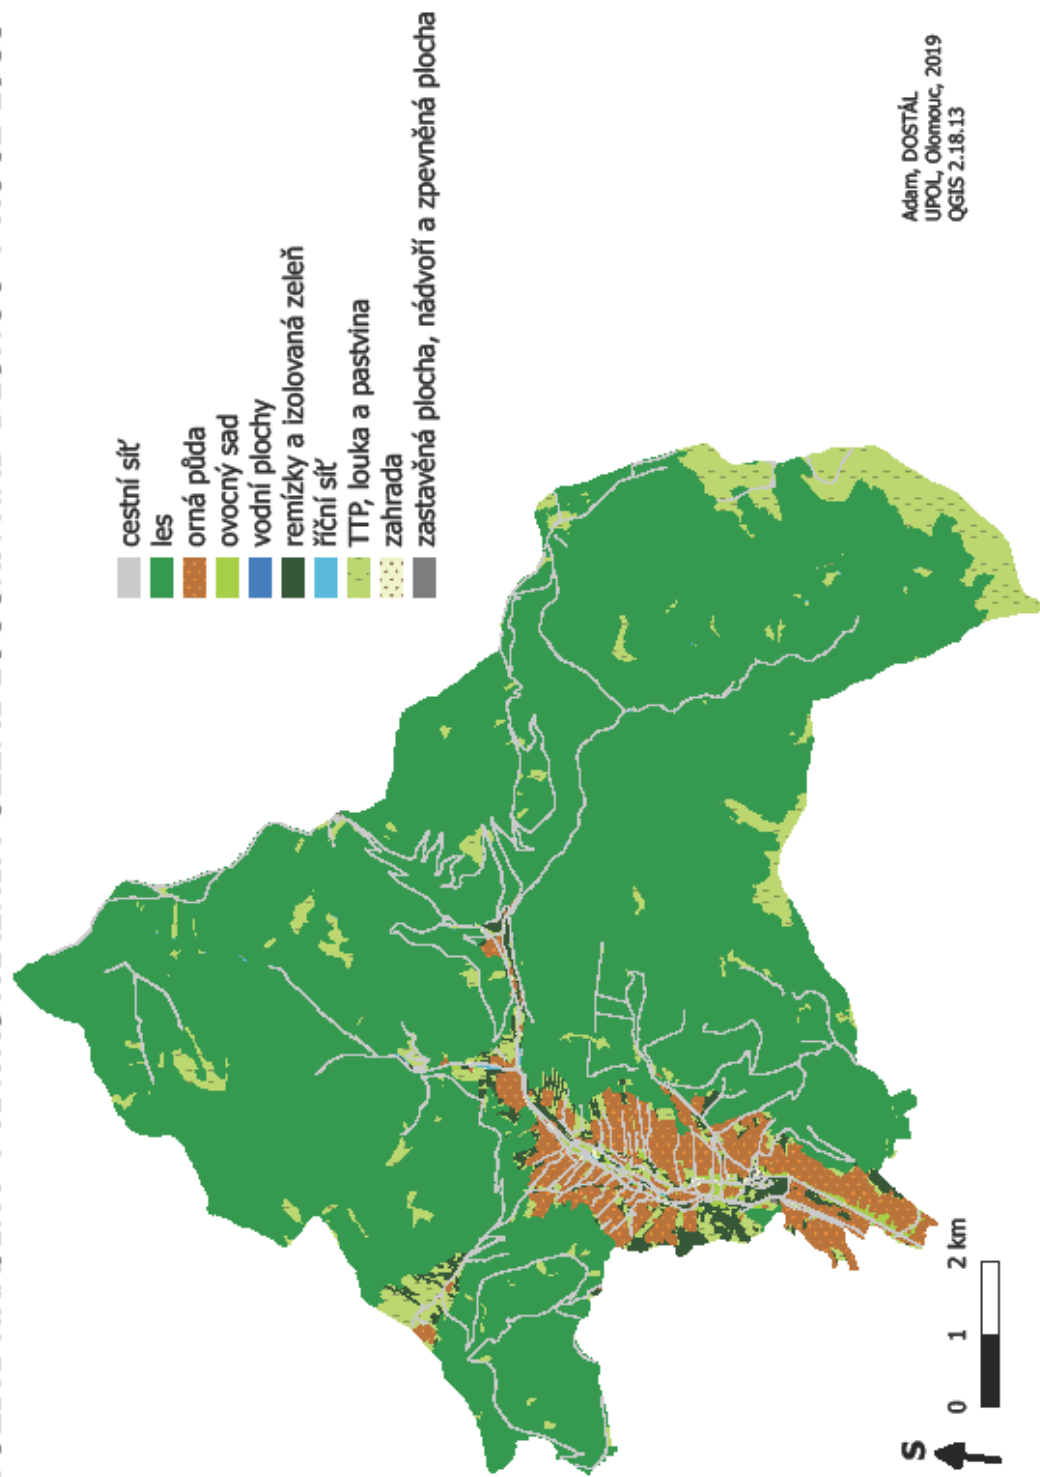 cestní síť
les
orná půda
ovocný sad
vodní plochy
remízky a izolovaná zeleň
říční síť
TTP, louka a pastvina
zahrada
zastavěná plocha, nádvoří a zpevněná plocha
S
0 1 2 km
Adam, DOSTÁL
UPOL, Olomouc, 2019
QGIS 2.18.13